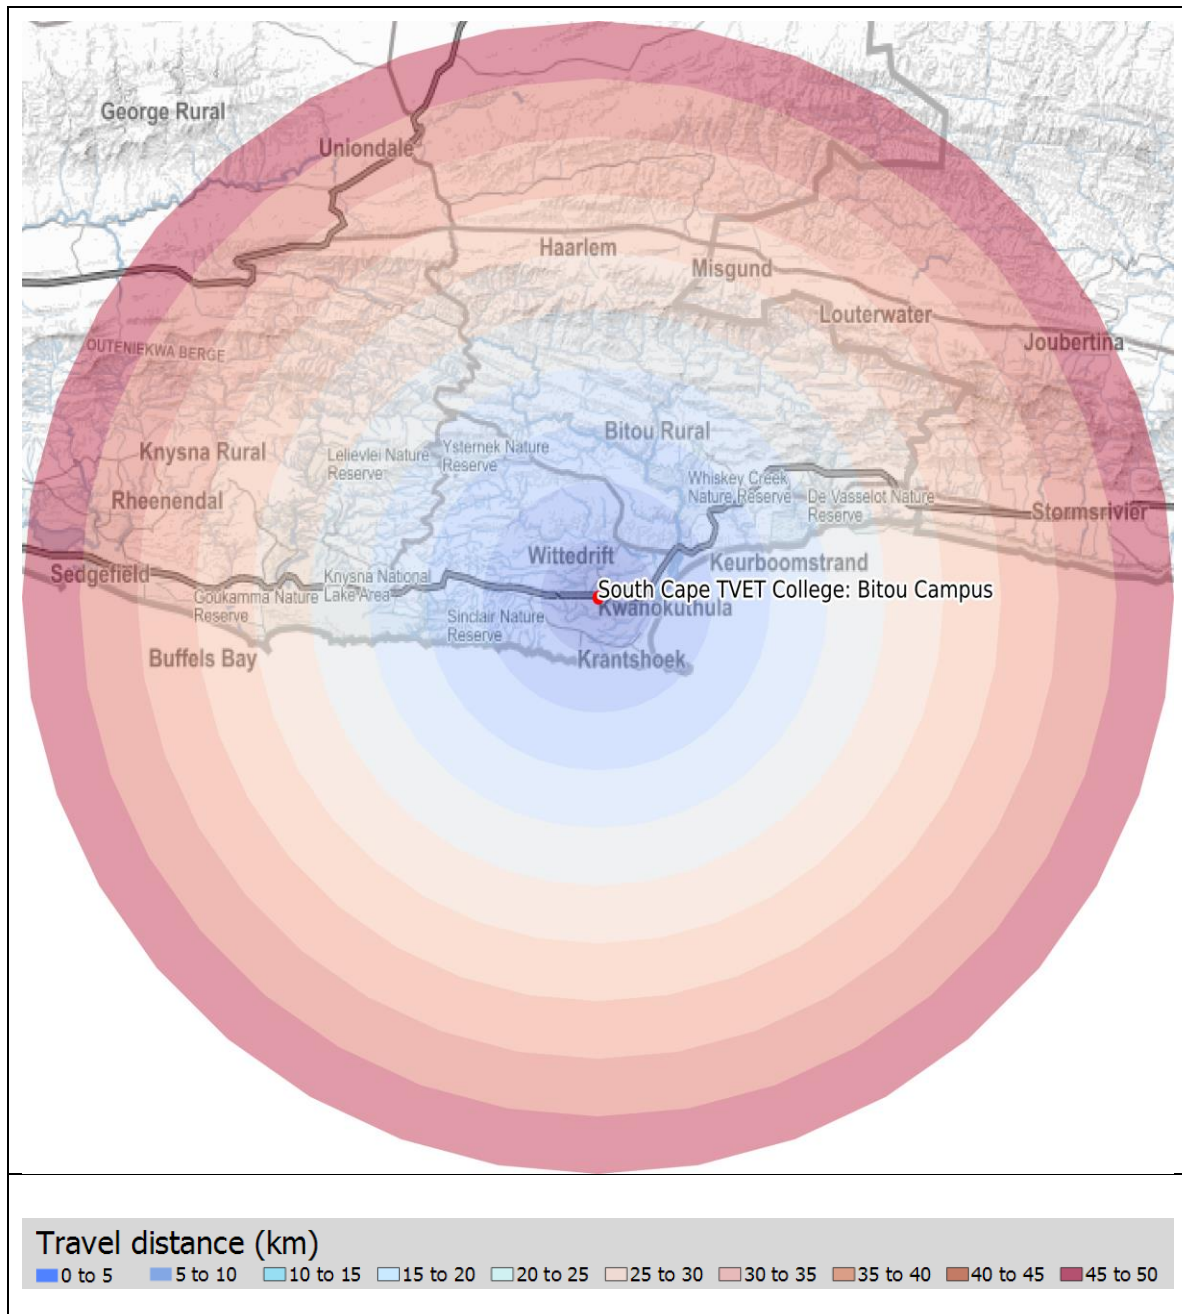 George Rural
Uniondale
Haarlem
Misgund
Louterwater
Joubertina
OUTENIEKWA BERGE
Knysna Rural
Lelievlei Nature
Reserve
Ysternek Nature
Reserve
Bitou Rural
Whiskey Creek
Nature Reserve
De Vasselot Nature
Reserve
Rheenendal
Stormsrivier
Wittedrift
Keurboomstrand
Sedgefield
Goukamma Nature
Reserve
Knysna National
Lake Area
South Cape TVET College: Bitou Campus
Kwanokuthula
Sinclair Nature
Reserve
Buffels Bay
Krantshoek
Travel distance (km)
0 to 5 5 to 10 10 to 15 15 to 20 20 to 25 25 to 30 30 to 35 35 to 40 40 to 45 45 to 50